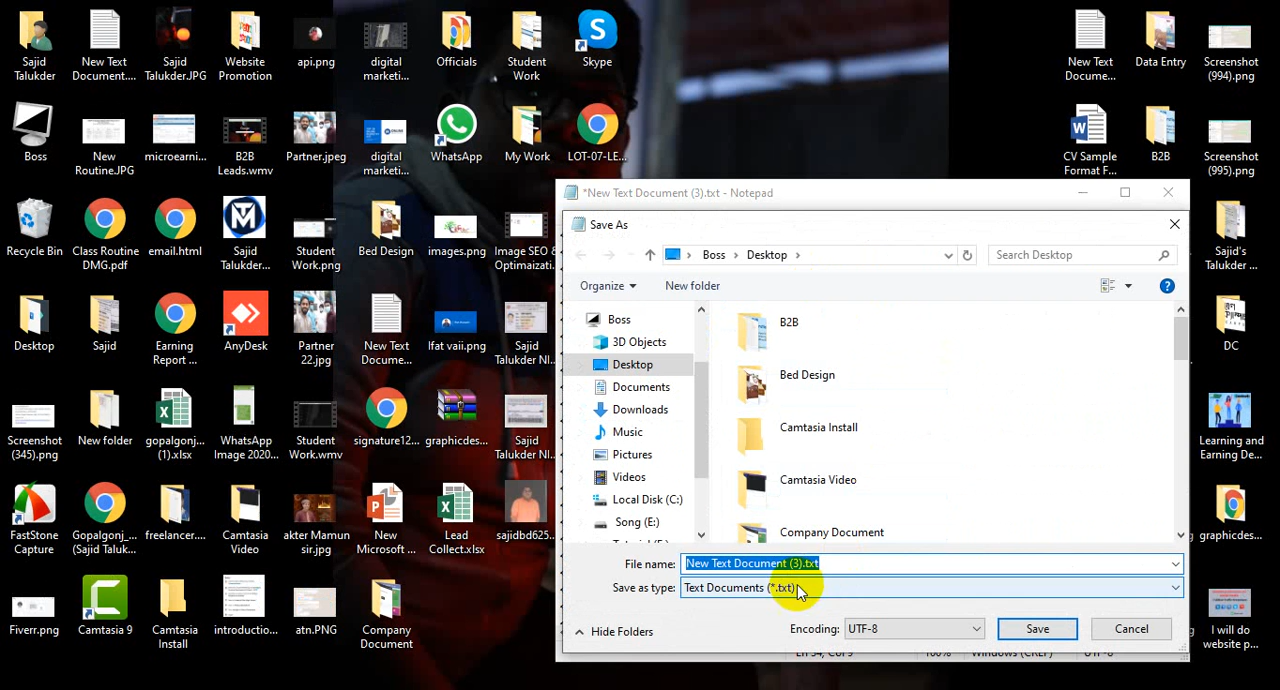 Sajid
Talukder
New Text
Document....
Sajid
Talukder.JPG
Website
Promotion
api.png
digital
marketi...
Officials
Student
Work
Skype
New Text
Docume...
Data Entry
Screenshot
(994).png
Boss
New
Routine.JPG
microearni...
B2B
Leads.wmv
Partner.jpeg
digital
marketi...
WhatsApp
My Work
LOT-07-LE...
CV Sample
Format F...
B2B
Screenshot
(995).png
Recycle Bin
Class Routine
DMG.pdf
email.html
Sajid
Talukder...
Student
Work.png
Bed Design
images.png
Image SEO &
Optimaizati...
Sajid's
Talukder ...
Desktop
Sajid
Earning
Report ...
AnyDesk
Partner
22.jpg
New Text
Docume...
Ifat vaii.png
Sajid
Talukder NI...
DC
Screenshot
(345).png
New folder
gopalgonj...
(1).xlsx
WhatsApp
Image 2020...
Student
Work.wmv
signature12...
graphicdes...
Sajid
Talukder NI...
Learning and
Earning De...
FastStone
Capture
Gopalgonj_...
(Sajid Taluk...
freelancer....
Camtasia
Video
akter Mamun
sir.jpg
New
Microsoft ...
Lead
Collect.xlsx
sajidbd625...
graphicdes...
Fiverr.png
Camtasia 9
Camtasia
Install
introductio...
atn.PNG
Company
Document
I will do
website p...
*New Text Document (3).txt - Notepad
Save As
Boss
Desktop
Search Desktop
Organize
New folder
Boss
3D Objects
Desktop
Documents
Downloads
Music
Pictures
Videos
Local Disk (C:)
Song (E:)
B2B
Bed Design
Camtasia Install
Camtasia Video
Company Document
File name: New Text Document (3).txt
Save as type: Text Documents (*.txt)
Hide Folders
Encoding: UTF-8
Save
Cancel